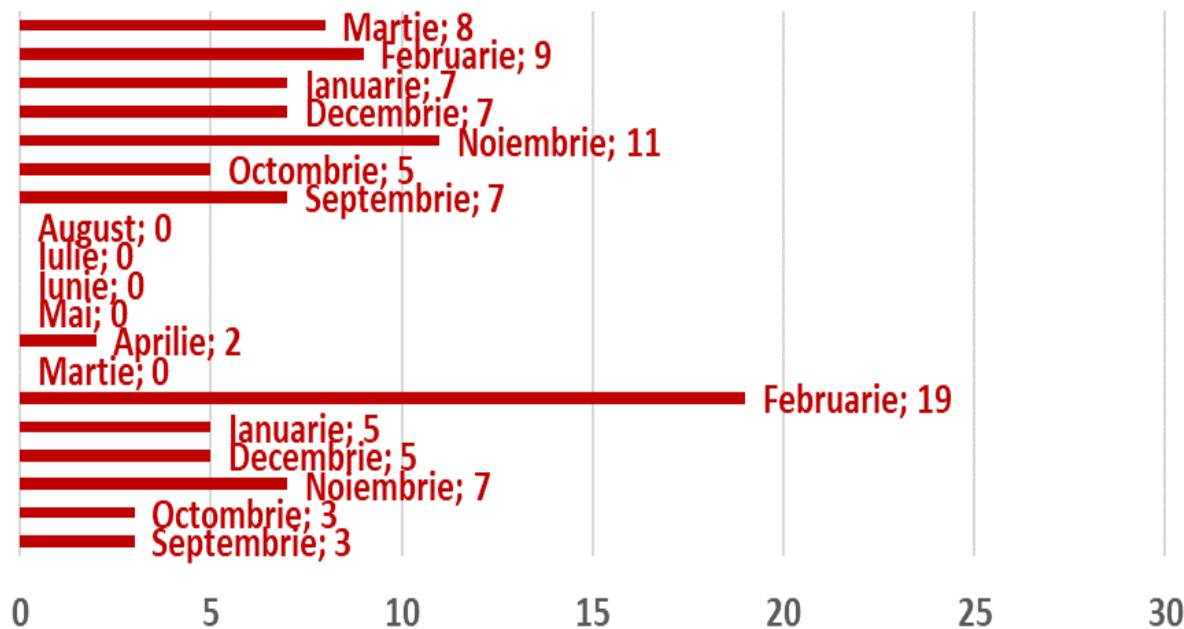 Martie; 8
Februarie; 9
Ianuarie; 7
Decembrie; 7
Noiembrie; 11
Octombrie; 5
Septembrie; 7
August; 0
Iulie; 0
Iunie; 0
Mai; 0
Aprilie; 2
Martie; 0
Februarie; 19
Ianuarie; 5
Decembrie; 5
Noiembrie; 7
Octombrie; 3
Septembrie; 3
0 5 10 15 20 25 30